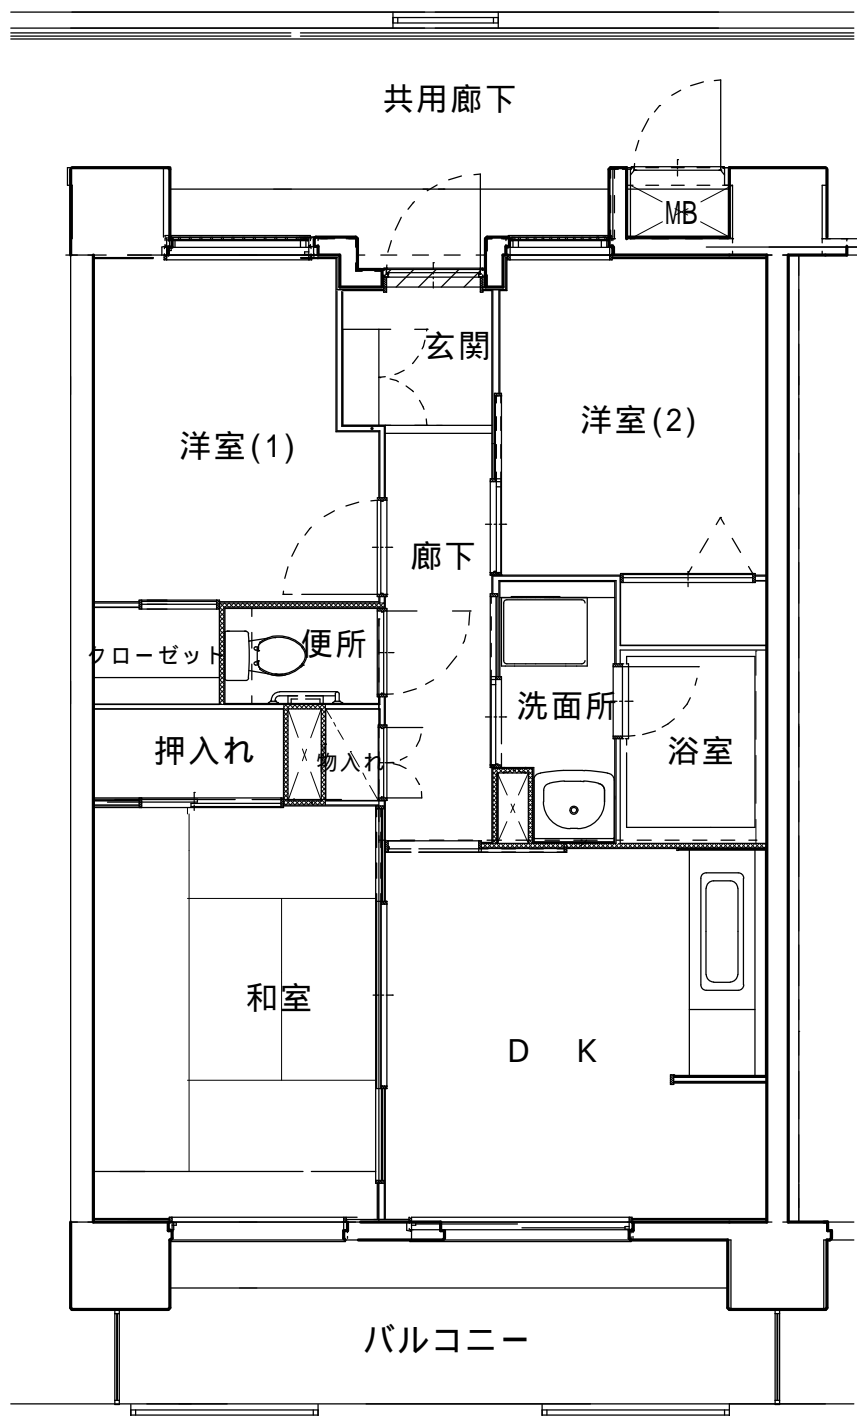 共用廊下
MB
玄関
洋室(1)
洋室(2)
廊下
クローゼット
便所
洗面所
押入れ
物入れ
浴室
和室
D K
バルコニー